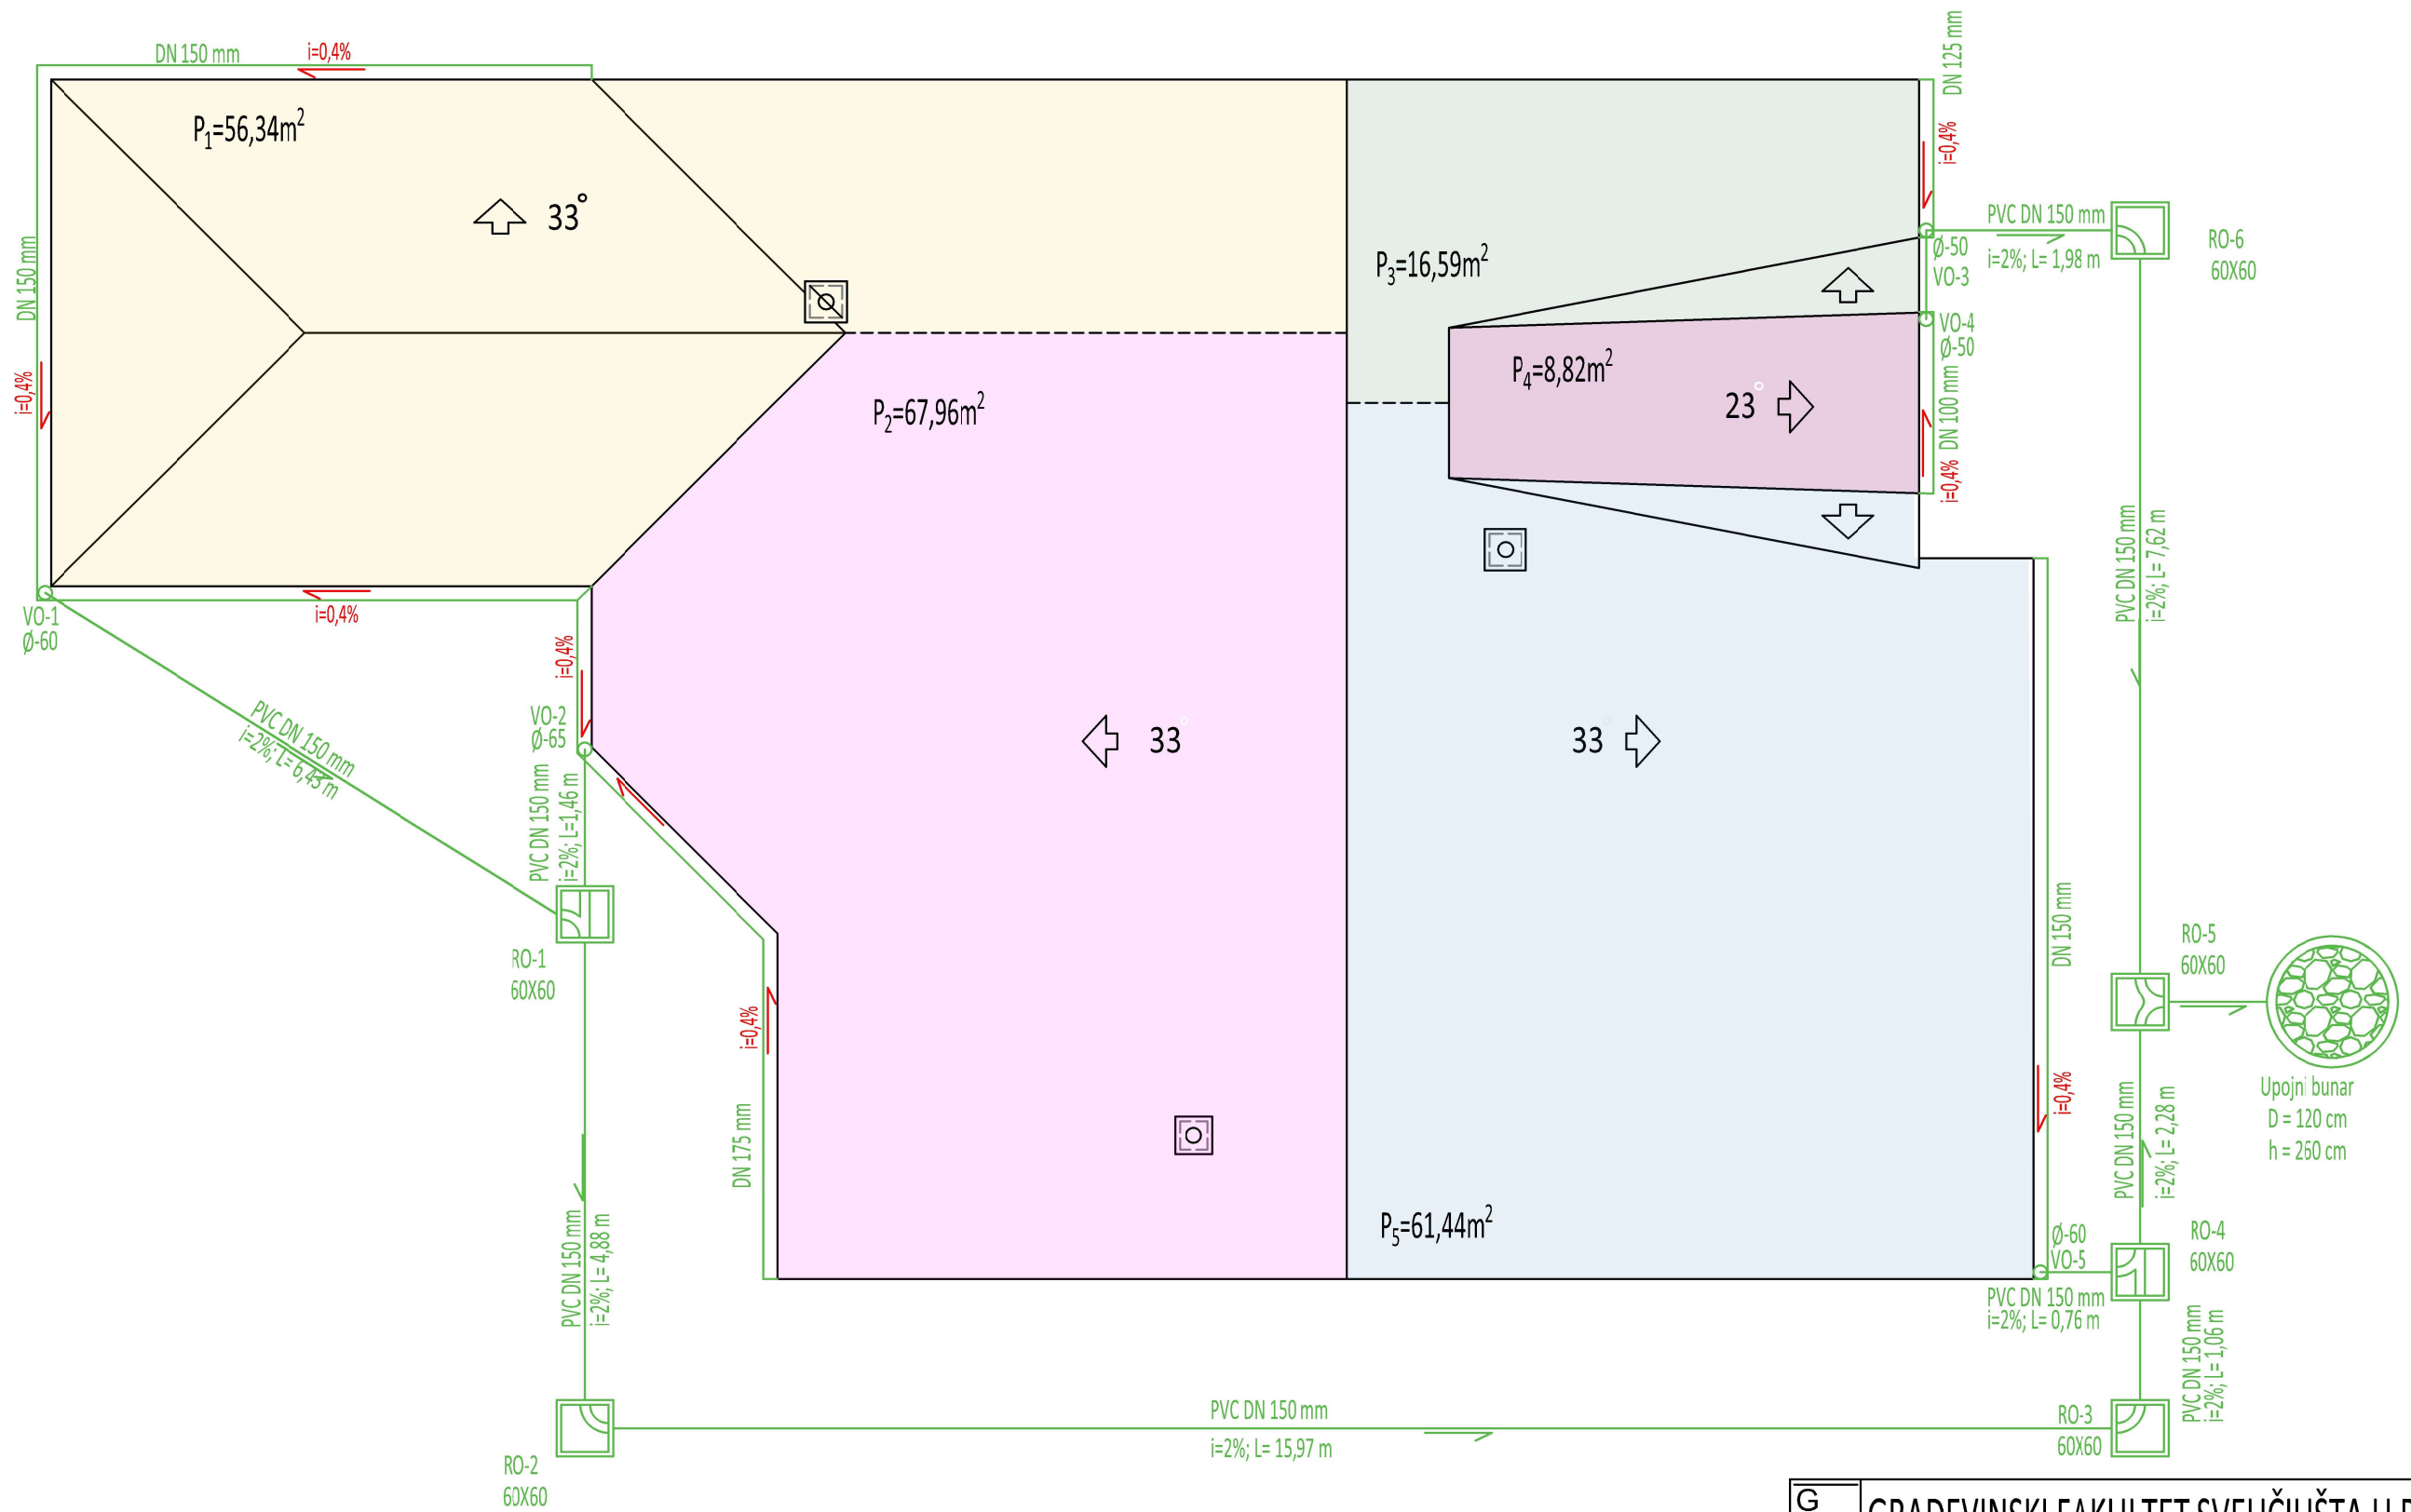 DN 150 mm
i=0,4%
DN 125 mm
P1=56,34m²
i=0,4%
33°
PVC DN 150 mm
i=2%; L= 1,98 m
RO-6
60X60
Ø-50
VO-3
DN 150 mm
P3=16,59m²
VO-4
Ø-50
i=0,4%
P2=67,96m²
P4=8,82m²
23°
DN 100 mm
i=0,4%
PVC DN 150 mm
i=2%; L= 7,62 m
VO-1
Ø-60
i=0,4%
i=0,4%
VO-2
Ø-65
PVC DN 150 mm
i=2%; L= 6,43 m
33°
33°
PVC DN 150 mm
i=2%; L=1,46 m
RO-1
60X60
i=0,4%
DN 150 mm
RO-5
60X60
i=0,4%
Upojni bunar
D = 120 cm
h = 260 cm
DN 175 mm
PVC DN 150 mm
i=2%; L= 2,28 m
P5=61,44m²
PVC DN 150 mm
i=2%; L= 4,88 m
Ø-60
VO-5
RO-4
60X60
PVC DN 150 mm
i=2%; L= 0,76 m
PVC DN 150 mm
i=2%; L= 1,06 m
PVC DN 150 mm
i=2%; L= 15,97 m
RO-3
60X60
RO-2
60X60
G
GRAĐEVINSKI FAKULTET SVEUČILIŠTA U